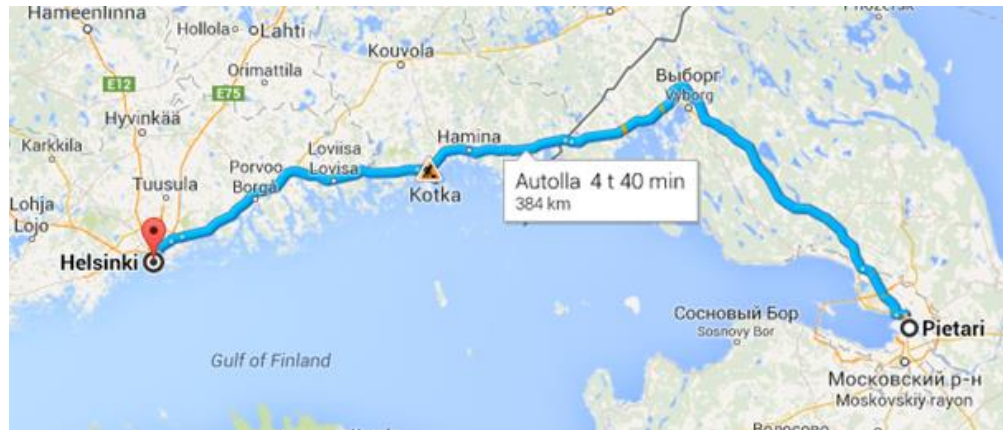 Hämeenlinna
Hollola
Lahti
Kouvola
Orimattila
E12
E75
Выборг
Vyborg
Hyvinkää
Karkkila
Hamina
Loviisa
Lovisa
Porvoo
Borgå
Tuusula
Kotka
Autolla 4 t 40 min
384 km
Lohja
Lojo
Helsinki
Сосновый Бор
Sosnovy Bor
Pietari
Gulf of Finland
Московский р-н
Moskovskiy rayon